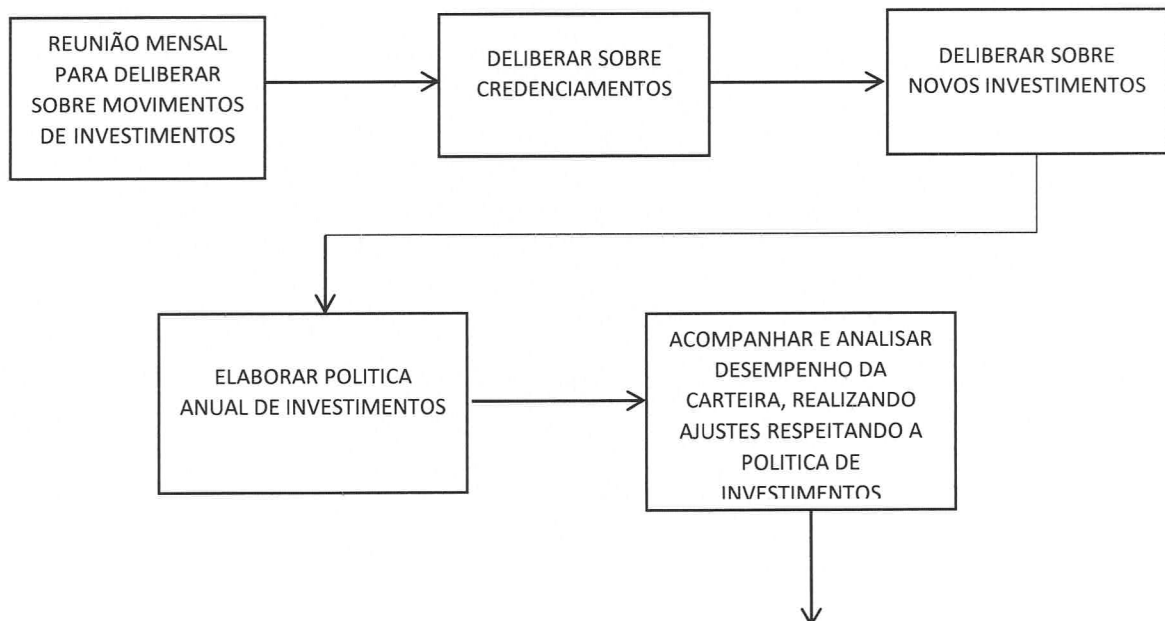 REUNIÃO MENSAL
PARA DELIBERAR
SOBRE MOVIMENTOS
DE INVESTIMENTOS
DELIBERAR SOBRE
CREDENCIAMENTOS
DELIBERAR SOBRE
NOVOS INVESTIMENTOS
ELABORAR POLITICA
ANUAL DE INVESTIMENTOS
ACOMPANHAR E ANALISAR
DESEMPENHO DA
CARTEIRA, REALIZANDO
AJUSTES RESPEITANDO A
POLITICA DE
INVESTIMENTOS